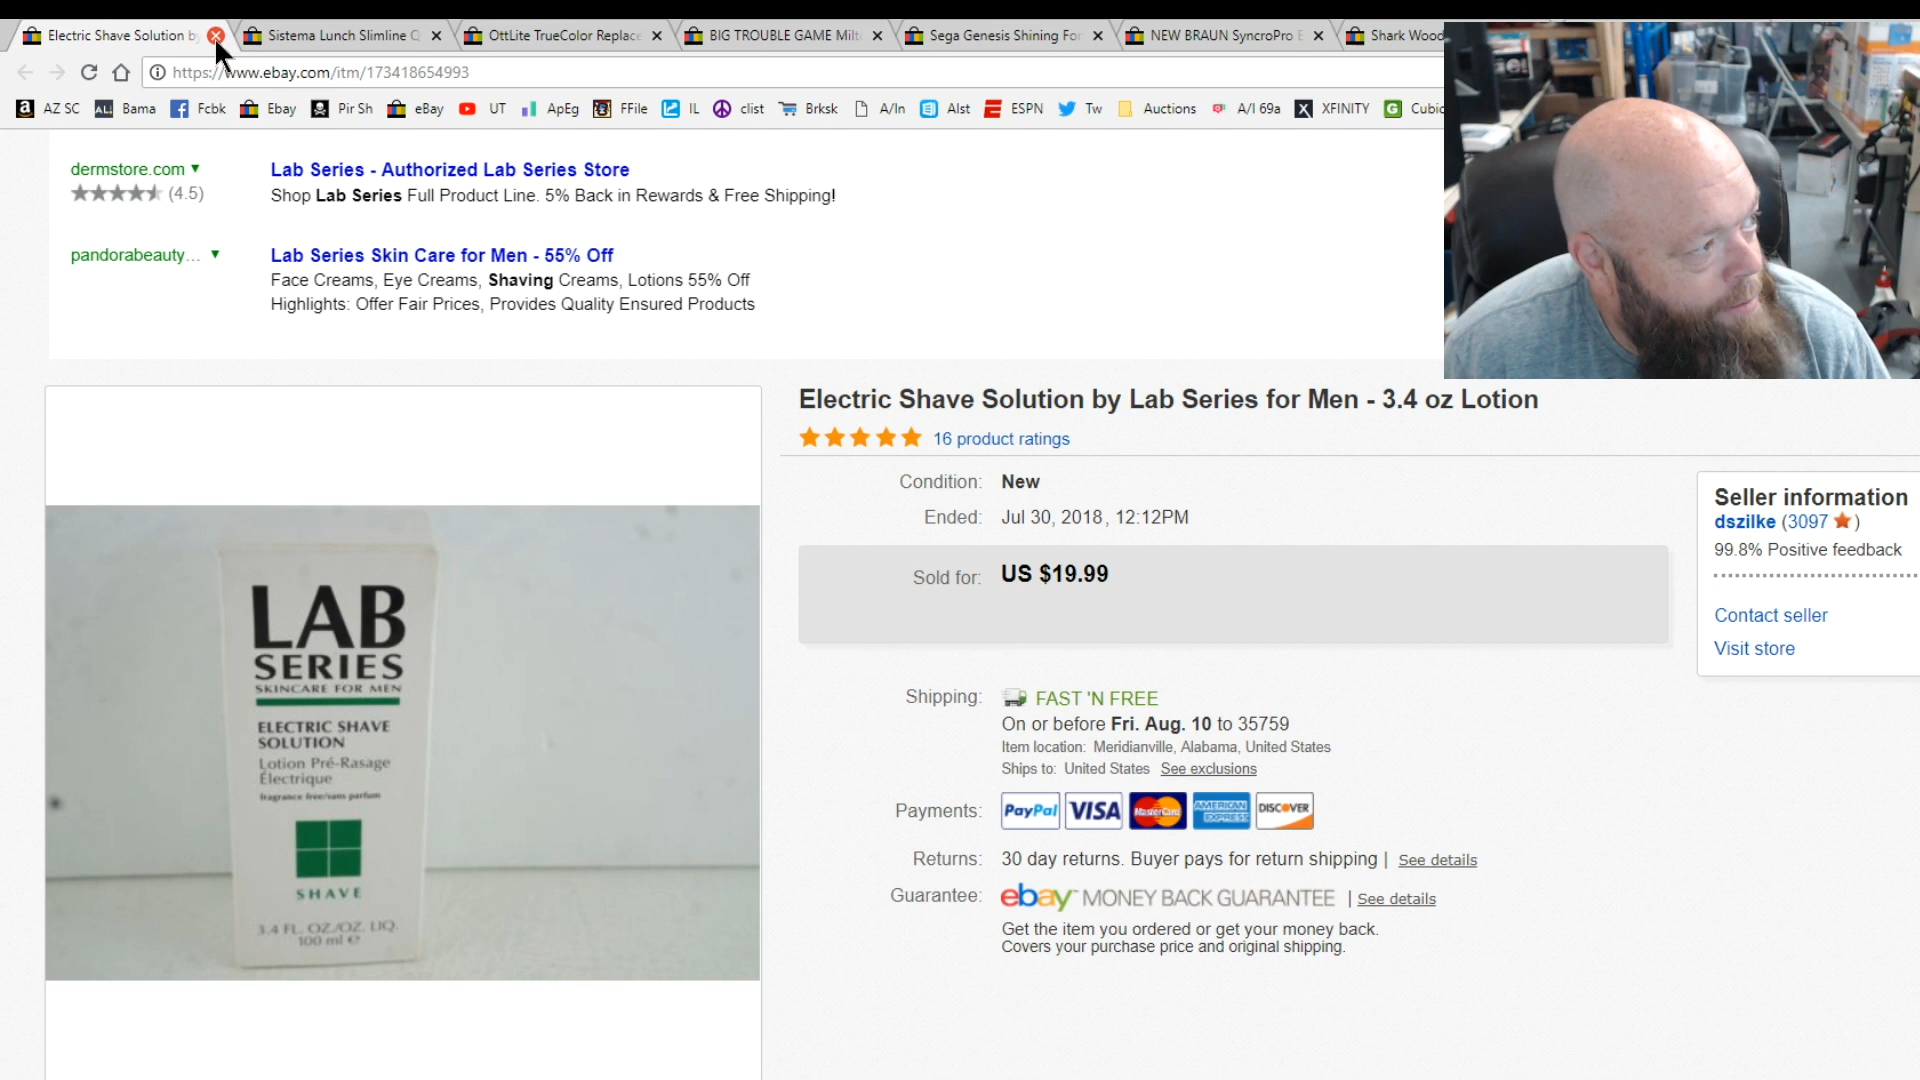 Electric Shave Solution by
Sistema Lunch Slimline Q
OttLite TrueColor Replace
BIG TROUBLE GAME Milt
Sega Genesis Shining For
NEW BRAUN SyncroPro
Shark Wood
https://www.ebay.com/itm/173418654993
AZ SC
Bama
Fcbk
Ebay
Pir Sh
eBay
UT
ApEg
FFile
IL
clist
Brksk
A/In
Alst
ESPN
Tw
Auctions
A/I 69a
XFINITY
Cubic
dermstore.com
(4.5)
Lab Series - Authorized Lab Series Store
Shop Lab Series Full Product Line. 5% Back in Rewards & Free Shipping!
pandorabeauty...
Lab Series Skin Care for Men - 55% Off
Face Creams, Eye Creams, Shaving Creams, Lotions 55% Off
Highlights: Offer Fair Prices, Provides Quality Ensured Products
LAB
SERIES
SKINCARE FOR MEN
ELECTRIC SHAVE
SOLUTION
Lotion Pré-Rasage
Électrique
fragrance free/sans parfum
SHAVE
3.4 FL. OZ./OZ. LIQ.
100 ml e
Electric Shave Solution by Lab Series for Men - 3.4 oz Lotion
16 product ratings
Condition: New
Ended: Jul 30, 2018, 12:12PM
Sold for: US $19.99
Shipping: FAST 'N FREE
On or before Fri. Aug. 10 to 35759
Item location: Meridianville, Alabama, United States
Ships to: United States See exclusions
Payments: PayPal VISA MasterCard AMERICAN EXPRESS DISCOVER
Returns: 30 day returns. Buyer pays for return shipping | See details
Guarantee: ebay MONEY BACK GUARANTEE | See details
Get the item you ordered or get your money back.
Covers your purchase price and original shipping.
Seller information
dszilke (3097)
99.8% Positive feedback
Contact seller
Visit store